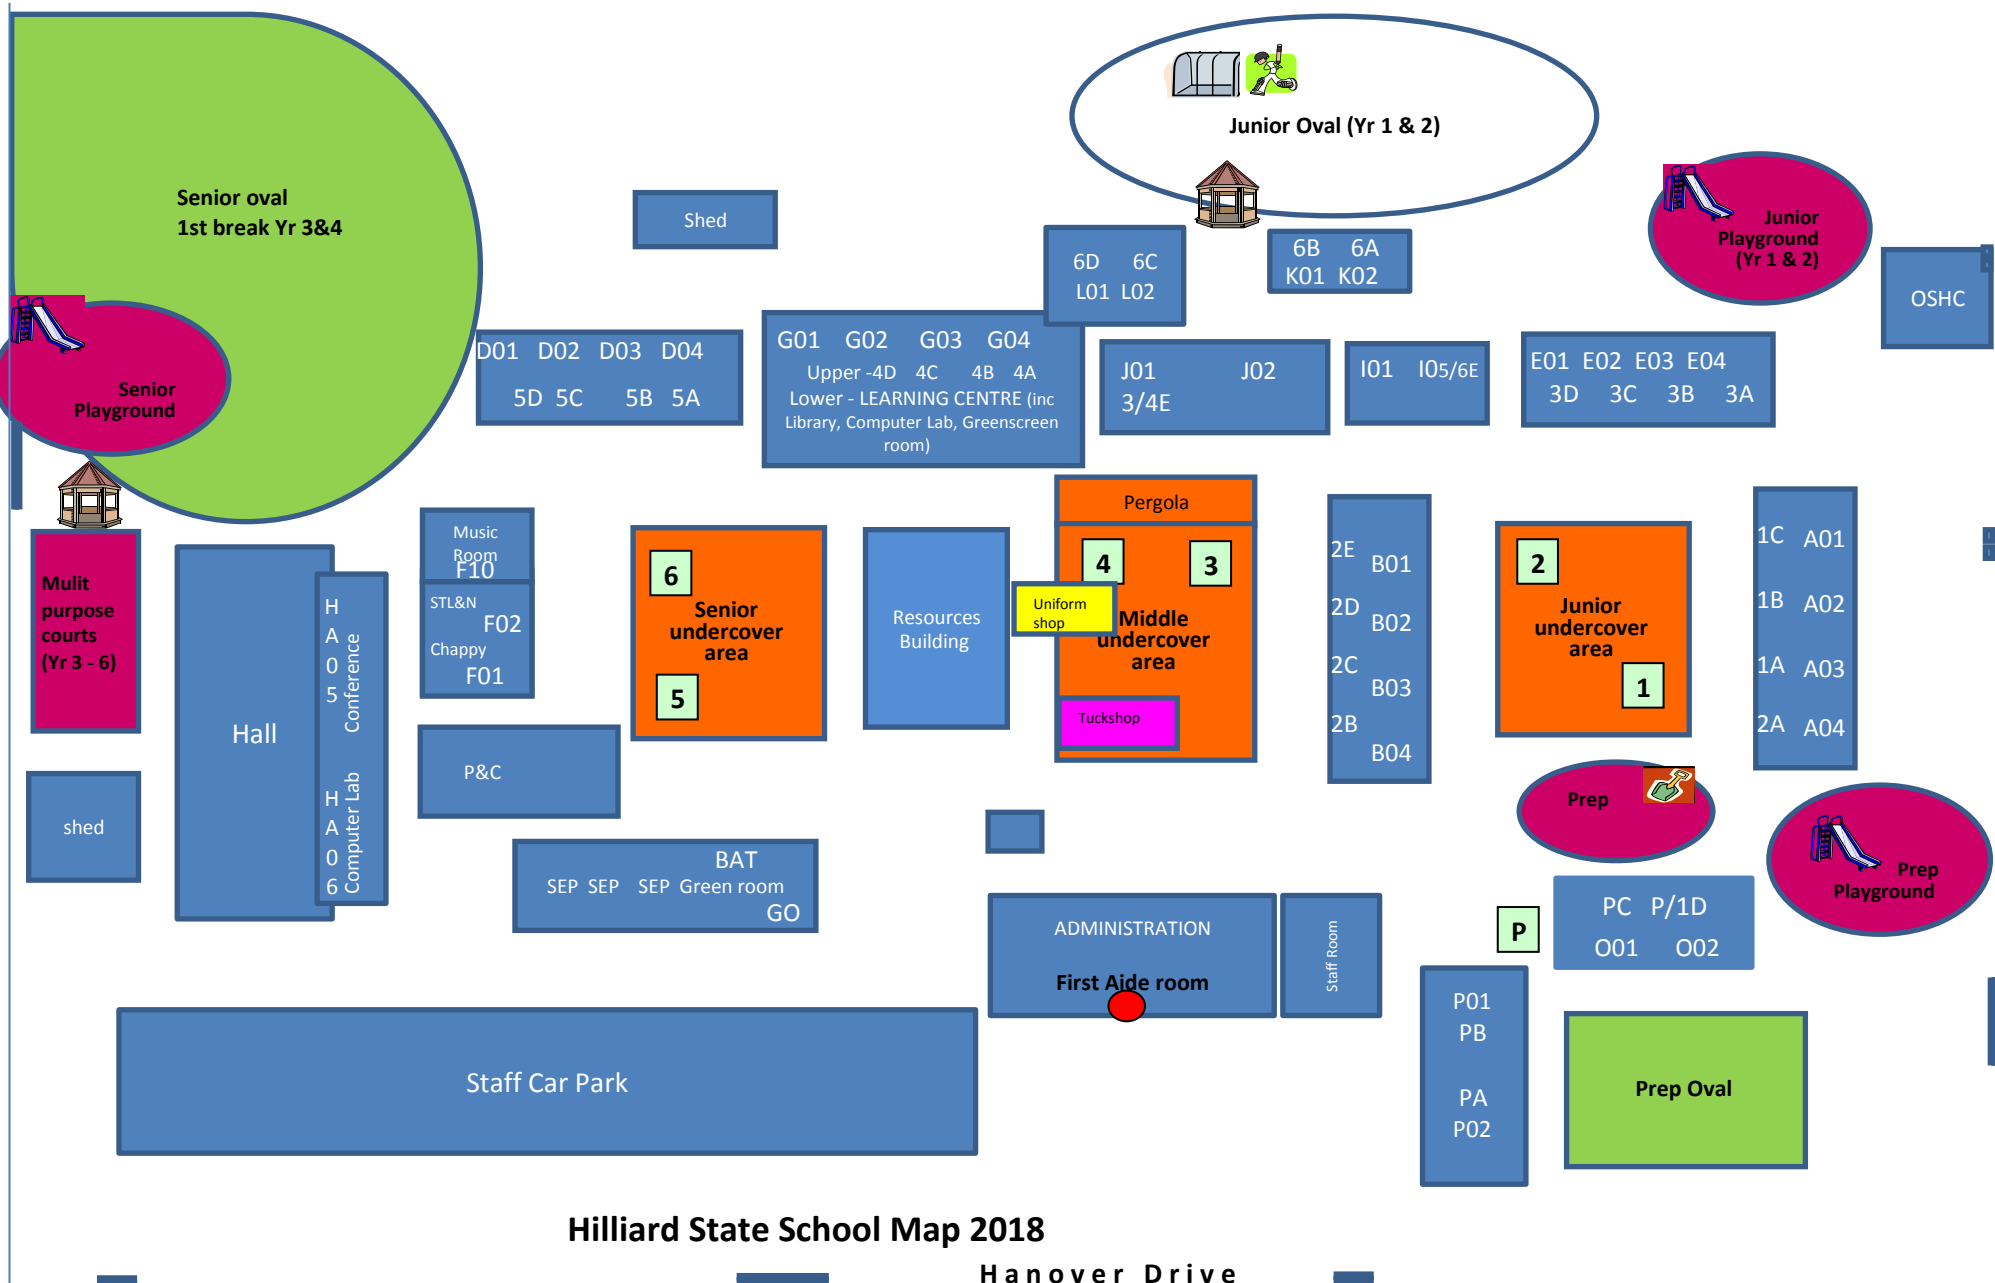 Junior Oval (Yr 1 & 2)
Senior oval
1st break Yr 3&4
Shed
Junior
Playground
(Yr 1 & 2)
6D 6C
L01 L02
6B 6A
K01 K02
OSHC
Senior
Playground
D01 D02 D03 D04
5D 5C 5B 5A
G01 G02 G03 G04
Upper -4D 4C 4B 4A
Lower - LEARNING CENTRE (inc
Library, Computer Lab, Greenscreen
room)
J01 J02
3/4E
I01 I05/6E
E01 E02 E03 E04
3D 3C 3B 3A
Mulit
purpose
courts
(Yr 3 - 6)
Hall
HA05
Conference
HA06
Computer Lab
Music
Room
F10
STL&N
F02
Chappy
F01
6
Senior
undercover
area
5
Resources
Building
Pergola
4
3
Uniform
shop
Middle
undercover
area
Tuckshop
2E
B01
2D
B02
2C
B03
2B
B04
2
Junior
undercover
area
1
1C A01
1B A02
1A A03
2A A04
shed
P&C
Prep
Prep
Playground
BAT
SEP SEP SEP Green room
GO
ADMINISTRATION
First Aide room
Staff Room
P
PC P/1D
O01 O02
P01
PB
PA
P02
Prep Oval
Staff Car Park
Hilliard State School Map 2018
Hanover Drive